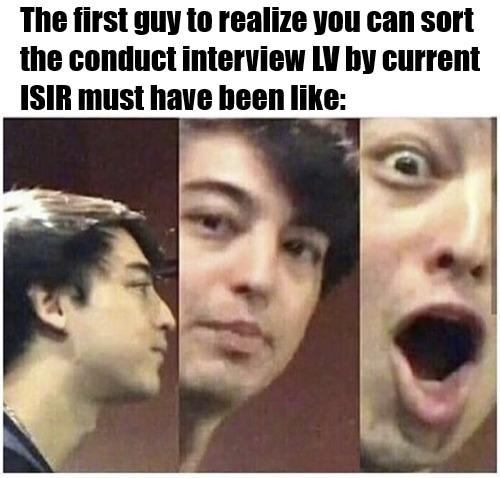 The first guy to realize you can sort
the conduct interview LV by current
ISIR must have been like: